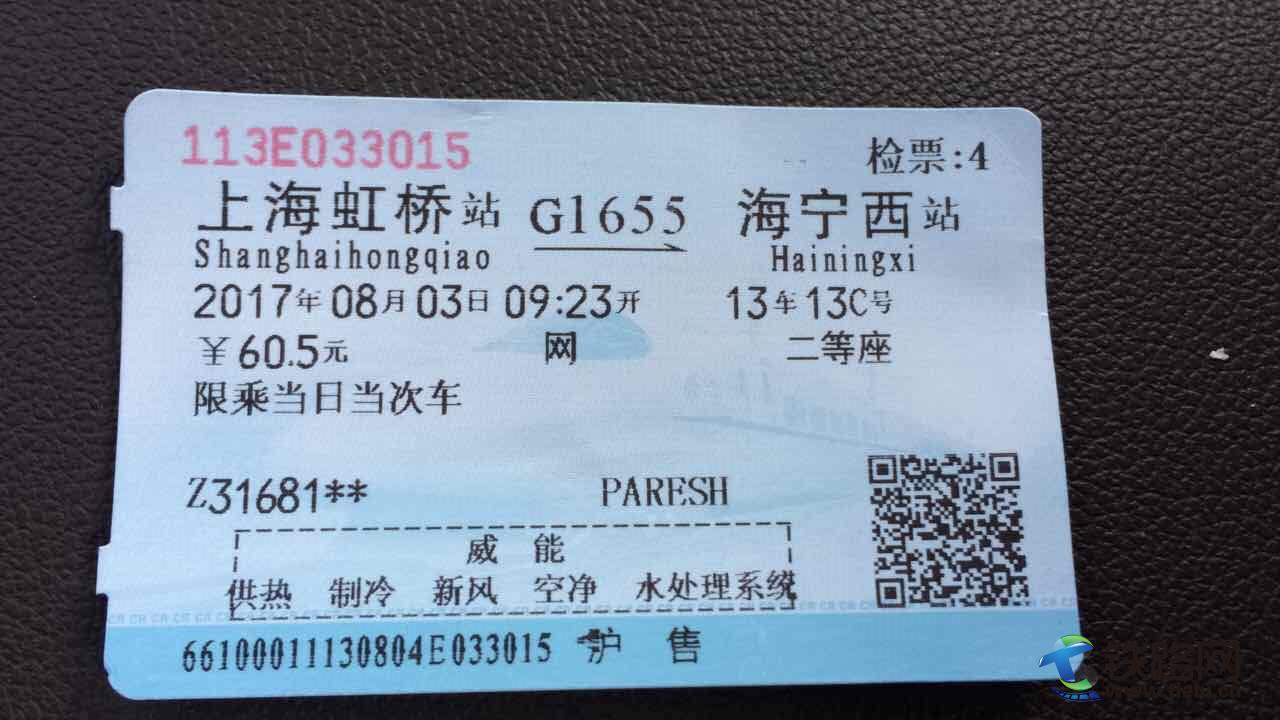 113E033015 检票:4
上海虹桥站 G1655 海宁西站
Shanghaihongqiao Hainingxi
2017年08月03日 09:23开 13车13C号
￥60.5元 网 二等座
限乘当日当次车
Z31681** PARESH
威 能
供热 制冷 新风 空净 水处理系统
66100011130804E033015 沪 售